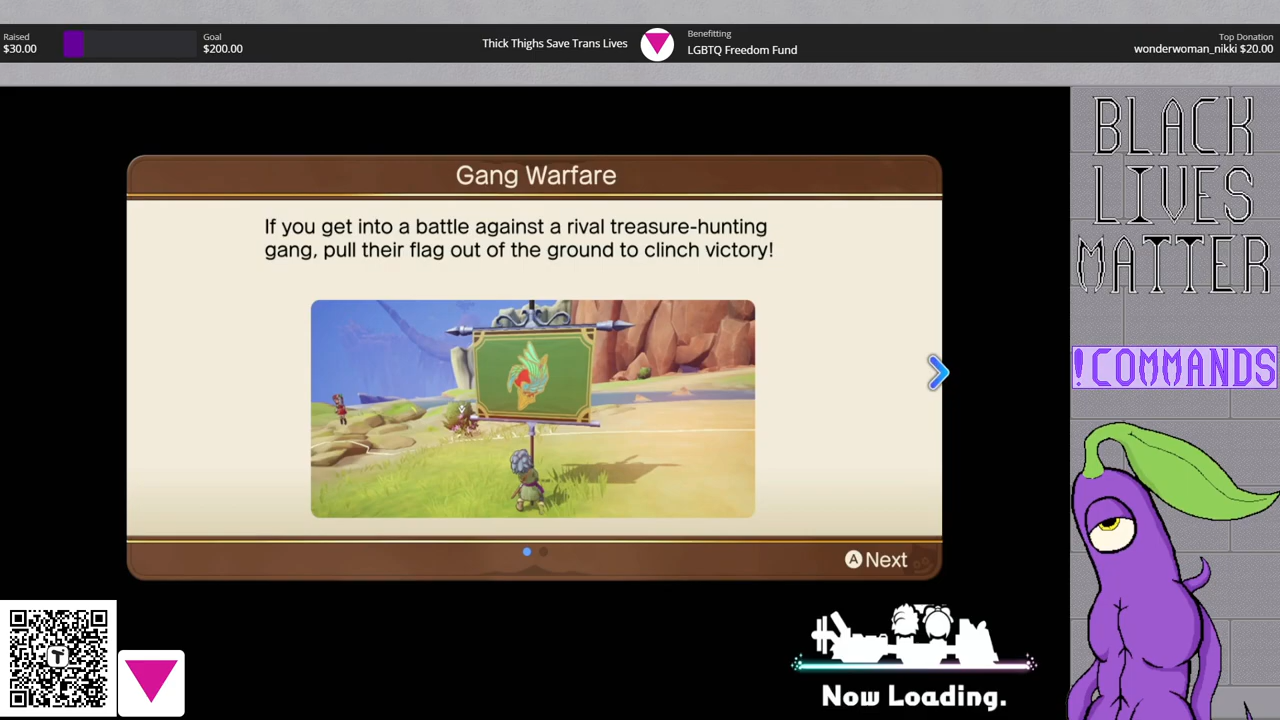 Raised
$30.00
Goal
$200.00
Thick Thighs Save Trans Lives
Benefitting
LGBTQ Freedom Fund
Top Donation
wonderwoman_nikki $20.00
BLACK
LIVES
MATTER
!COMMANDS
Gang Warfare
If you get into a battle against a rival treasure-hunting
gang, pull their flag out of the ground to clinch victory!
A Next
T
Now Loading.